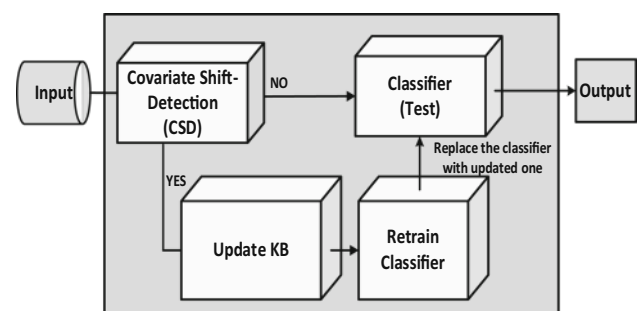 Input
Covariate Shift-
Detection
(CSD)
NO
Classifier
(Test)
Output
Replace the classifier
with updated one
YES
Update KB
Retrain
Classifier